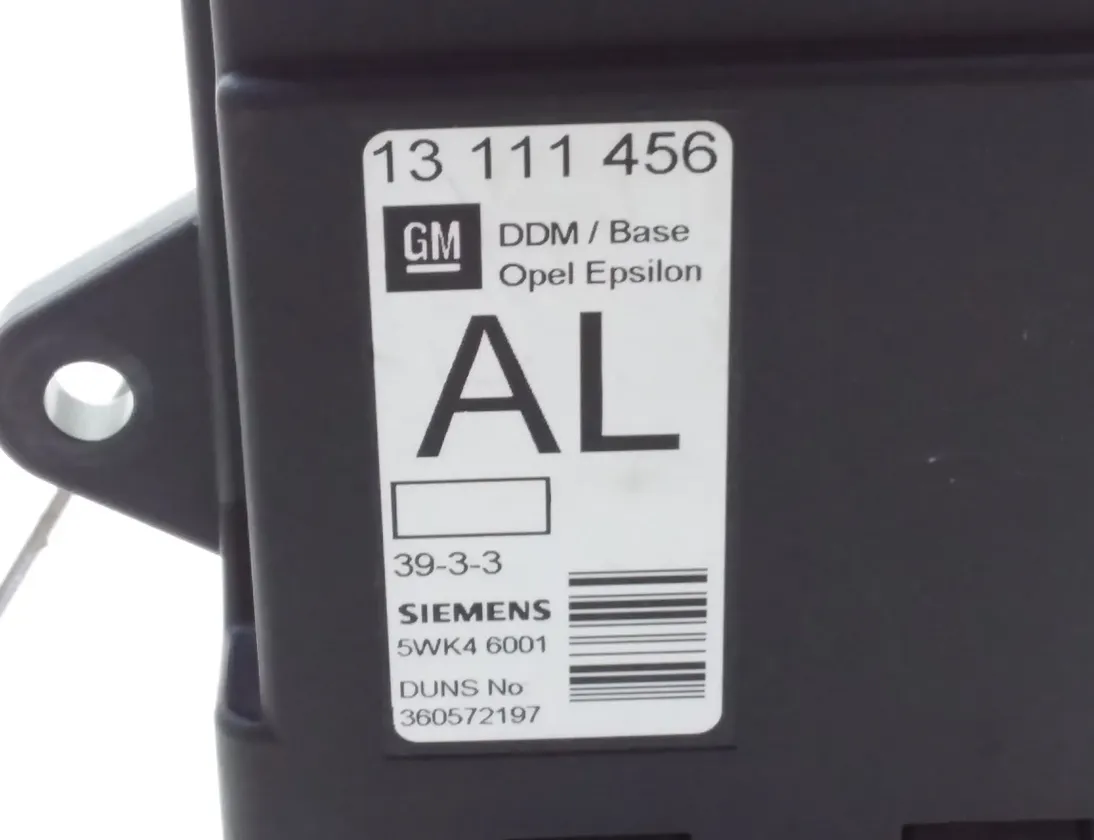 13 111 456
GM
DDM / Base
Opel Epsilon
AL
39-3-3
SIEMENS
5WK4 6001
DUNS No
360572197